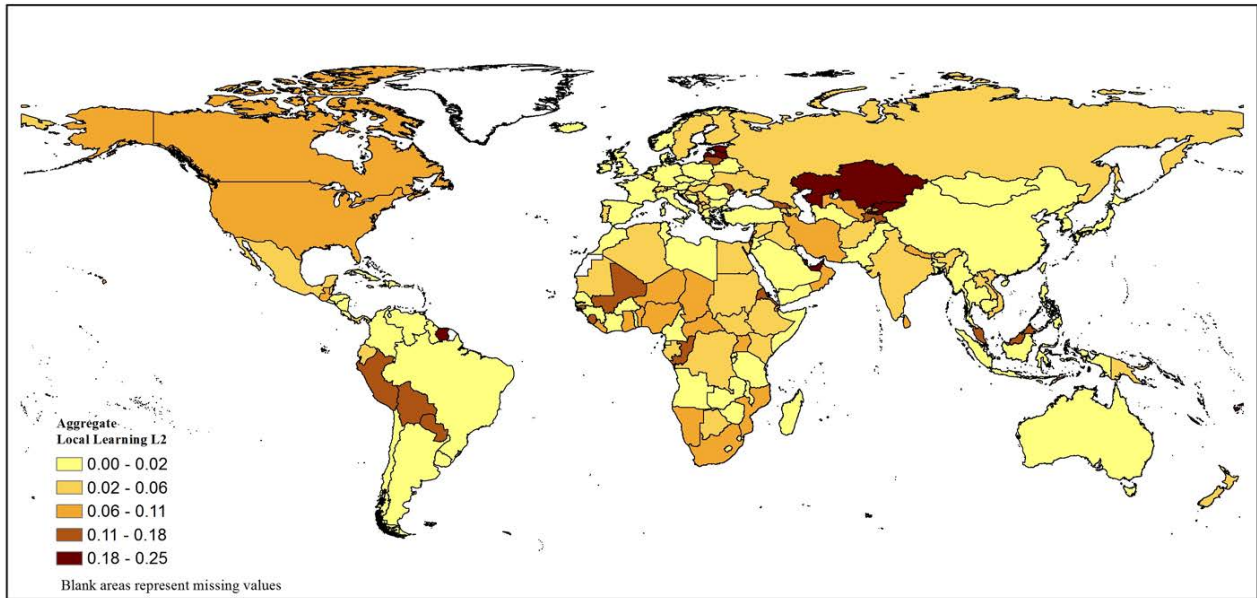 Aggregate
Local Learning L2
0.00 - 0.02
0.02 - 0.06
0.06 - 0.11
0.11 - 0.18
0.18 - 0.25
Blank areas represent missing values